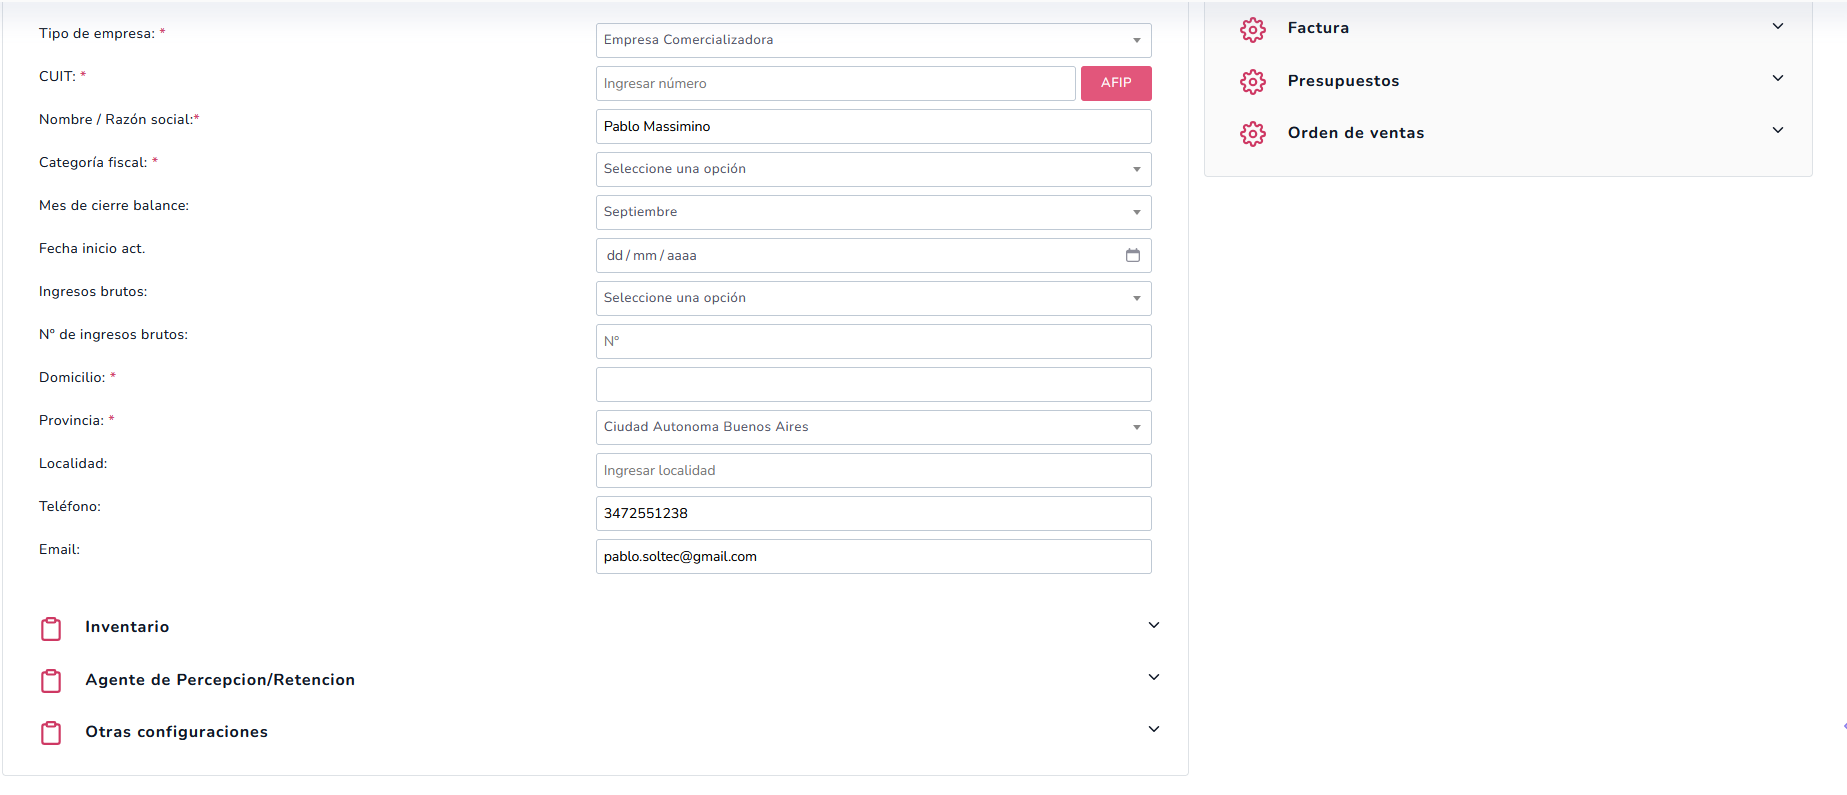 Tipo de empresa: *
Empresa Comercializadora
CUIT: *
Ingresar número
AFIP
Nombre / Razón social:*
Pablo Massimino
Categoría fiscal: *
Seleccione una opción
Mes de cierre balance:
Septiembre
Fecha inicio act.
dd/mm/aaaa
Ingresos brutos:
Seleccione una opción
Nº de ingresos brutos:
Nº
Domicilio: *
Provincia: *
Ciudad Autonoma Buenos Aires
Localidad:
Ingresar localidad
Teléfono:
3472551238
Email:
pablo.soltec@gmail.com
Inventario
Agente de Percepcion/Retencion
Otras configuraciones
Factura
Presupuestos
Orden de ventas